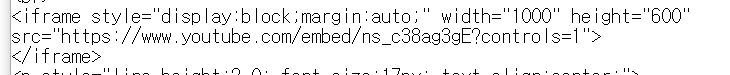 <iframe style="display:block;margin:auto;" width="1000" height="600"
src="https://www.youtube.com/embed/ns_c38ag3gE?controls=1">
</iframe>